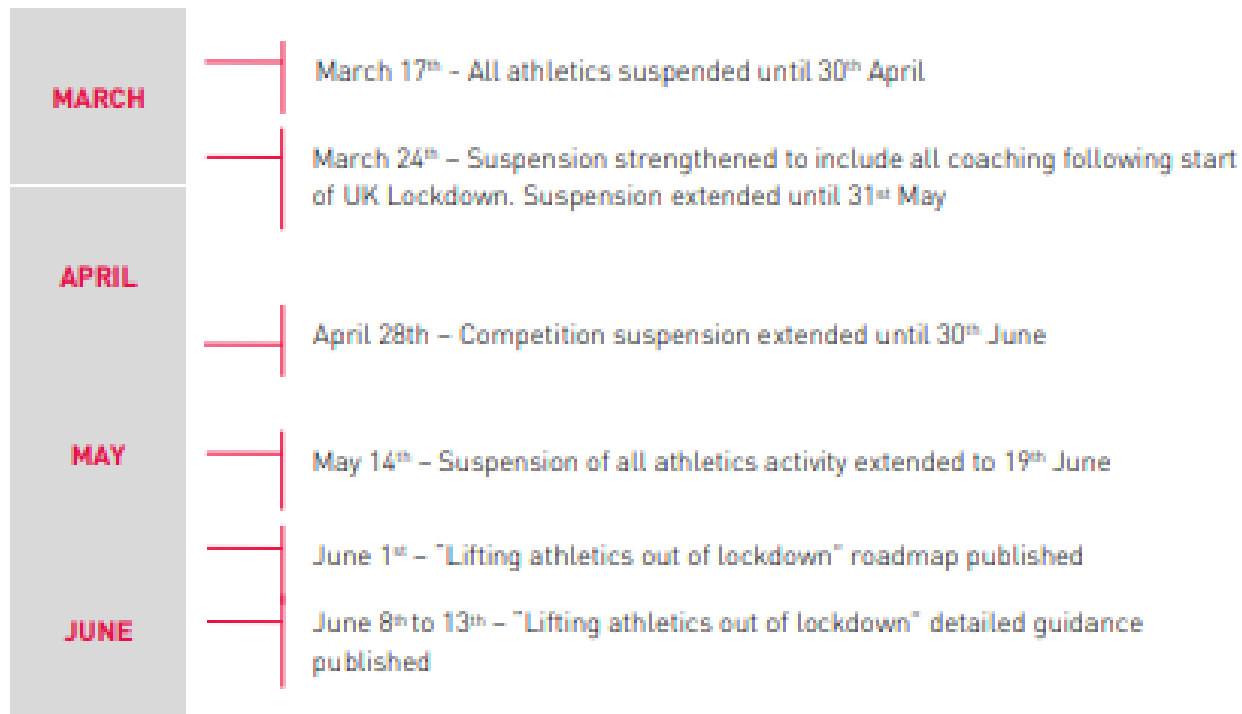 MARCH
March 17th – All athletics suspended until 30th April
March 24th – Suspension strengthened to include all coaching following start
of UK Lockdown. Suspension extended until 31st May
APRIL
April 28th – Competition suspension extended until 30th June
MAY
May 14th – Suspension of all athletics activity extended to 19th June
June 1st – "Lifting athletics out of lockdown" roadmap published
JUNE
June 8th to 13th – "Lifting athletics out of lockdown" detailed guidance
published